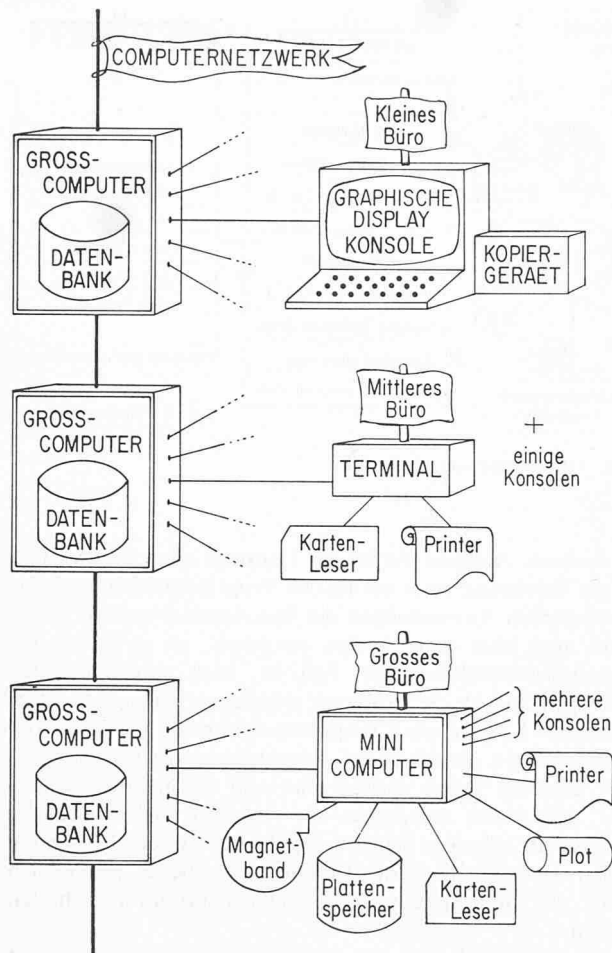 COMPUTERNETZWERK
GROSS-
COMPUTER
DATEN-
BANK
Kleines
Büro
GRAPHISCHE
DISPLAY
KONSOLE
KOPIER-
GERAET
GROSS-
COMPUTER
DATEN-
BANK
Mittleres
Büro
TERMINAL
+
einige
Konsolen
Karten-
Leser
Printer
GROSS-
COMPUTER
DATEN-
BANK
Grosses
Büro
MINI
COMPUTER
mehrere
Konsolen
Printer
Plot
Magnet-
band
Platten-
speicher
Karten-
Leser